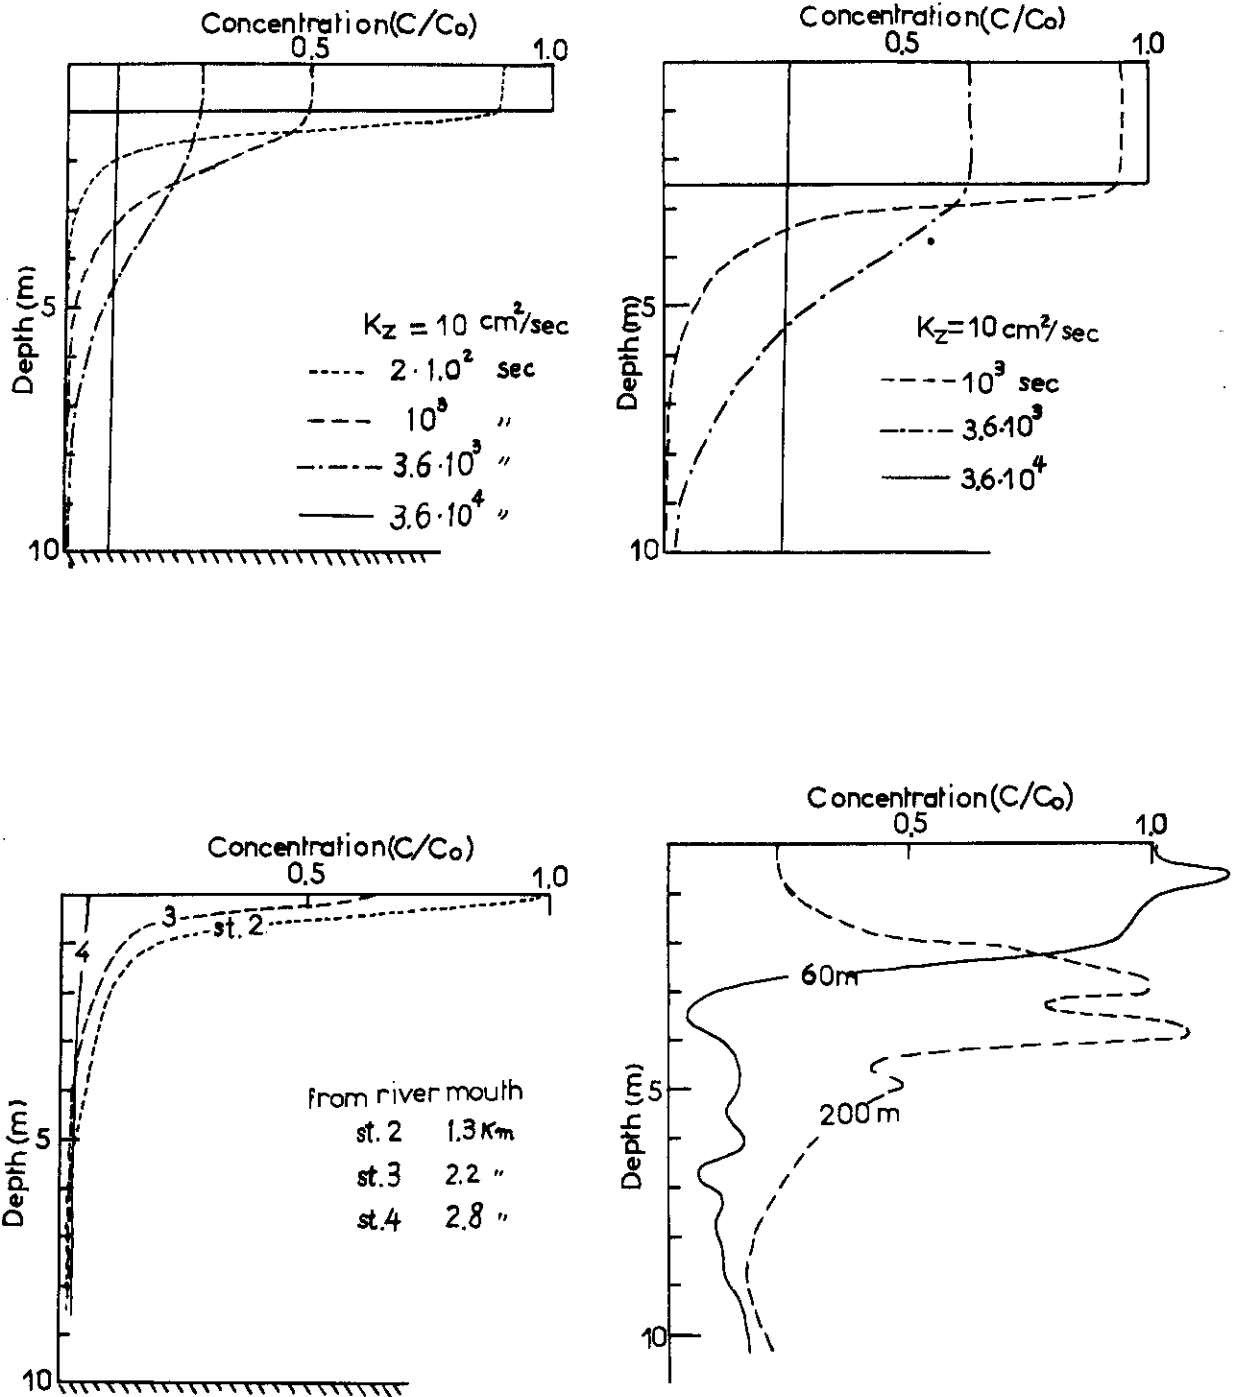 Concentration(C/Co)
0.5 1.0
Depth(m)
5
10
Kz = 10 cm²/sec
2·1.0² sec
10³ "
3.6·10³ "
3.6·10⁴ "
Concentration(C/Co)
0.5 1.0
Depth(m)
5
10
Kz=10cm²/sec
10³ sec
3.6·10³
3.6·10⁴
Concentration(C/Co)
0.5 1.0
3
st.2
4
Depth(m)
5
10
from river mouth
st.2 1.3Km
st.3 2.2 "
st.4 2.8 "
Concentration(C/Co)
0.5 1.0
60m
Depth(m)
5
200m
10